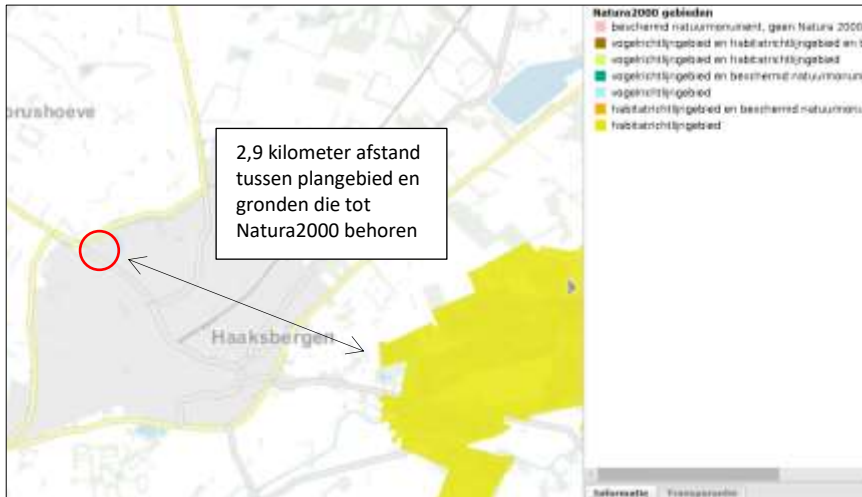 orushoeve
2,9 kilometer afstand
tussen plangebied en
gronden die tot
Natura2000 behoren
Haaksbergen
Natura2000 gebieden
beschermd natuurmonument, geen Natura 2000
vogelrichtlijngebied en habitatrichtlijngebied en b
vogelrichtlijngebied en habitatrichtlijngebied
vogelrichtlijngebied en beschermd natuurmonum
vogelrichtlijngebied
habitatrichtlijngebied en beschermd natuurmonu
habitatrichtlijngebied
Informatie Transparantie